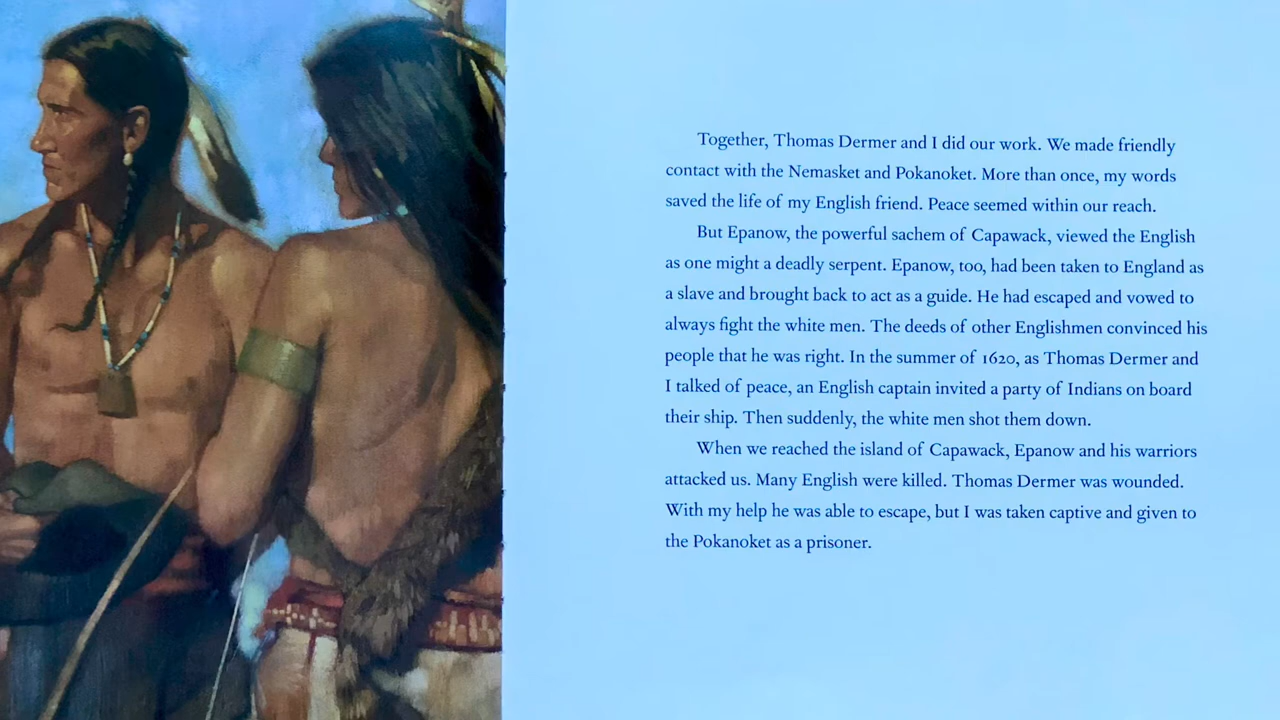 Together, Thomas Dermer and I did our work. We made friendly
contact with the Nemasket and Pokanoket. More than once, my words
saved the life of my English friend. Peace seemed within our reach.
But Epanow, the powerful sachem of Capawack, viewed the English
as one might a deadly serpent. Epanow, too, had been taken to England as
a slave and brought back to act as a guide. He had escaped and vowed to
always fight the white men. The deeds of other Englishmen convinced his
people that he was right. In the summer of 1620, as Thomas Dermer and
I talked of peace, an English captain invited a party of Indians on board
their ship. Then suddenly, the white men shot them down.
When we reached the island of Capawack, Epanow and his warriors
attacked us. Many English were killed. Thomas Dermer was wounded.
With my help he was able to escape, but I was taken captive and given to
the Pokanoket as a prisoner.